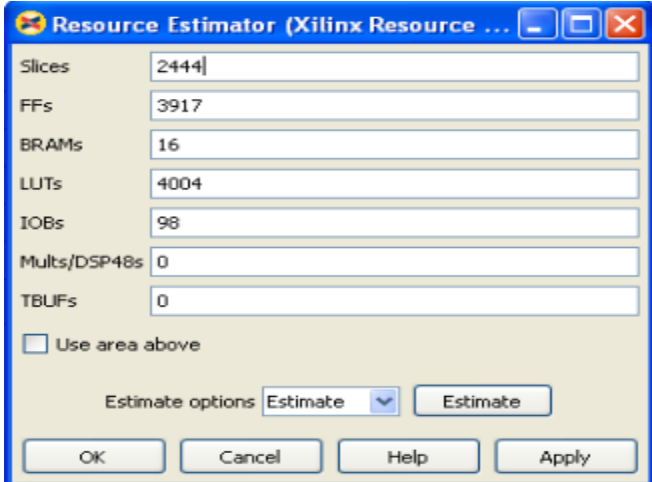 Resource Estimator (Xilinx Resource ...
Slices 2444
FFs 3917
BRAMs 16
LUTs 4004
IOBs 98
Mults/DSP48s 0
TBUFs 0
Use area above
Estimate options Estimate Estimate
OK Cancel Help Apply